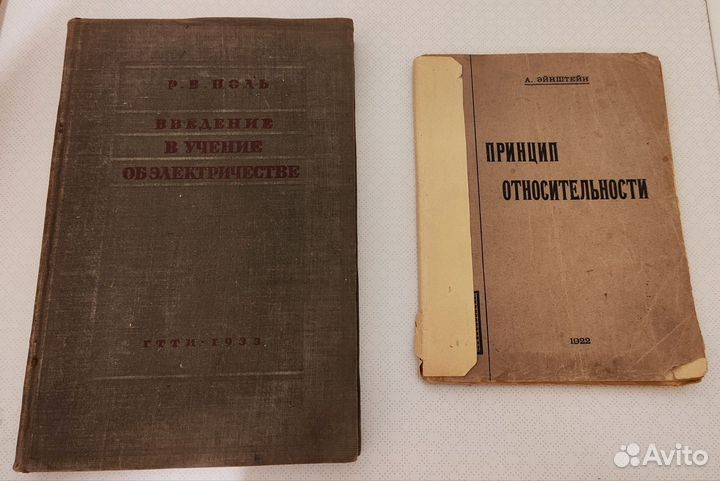 Р. В. ПОЛЬ
ВВЕДЕНИЕ
В УЧЕНИЕ
ОБ ЭЛЕКТРИЧЕСТВЕ
ГТТИ · 1933
А. ЭЙНШТЕЙН
ПРИНЦИП
ОТНОСИТЕЛЬНОСТИ
1922
Avito